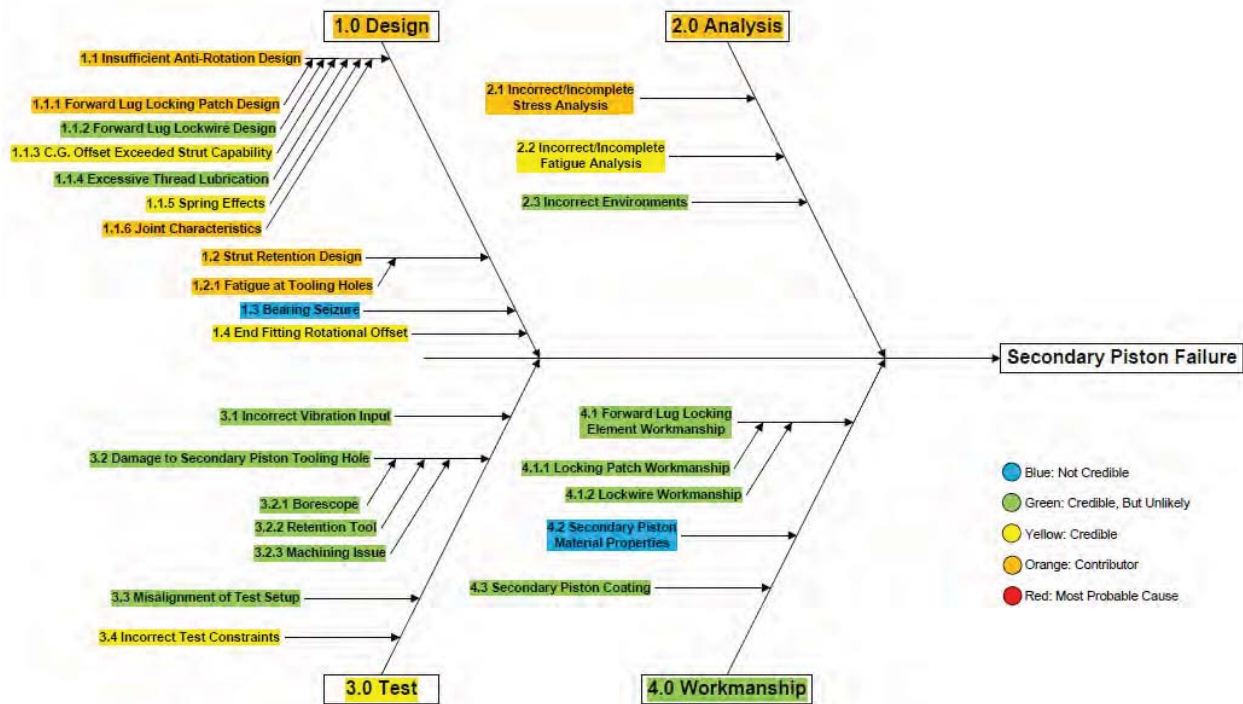 1.0 Design
2.0 Analysis
1.1 Insufficient Anti-Rotation Design
1.1.1 Forward Lug Locking Patch Design
1.1.2 Forward Lug Lockwire Design
1.1.3 C.G. Offset Exceeded Strut Capability
1.1.4 Excessive Thread Lubrication
1.1.5 Spring Effects
1.1.6 Joint Characteristics
1.2 Strut Retention Design
1.2.1 Fatigue at Tooling Holes
1.3 Bearing Seizure
1.4 End Fitting Rotational Offset
2.1 Incorrect/Incomplete
Stress Analysis
2.2 Incorrect/Incomplete
Fatigue Analysis
2.3 Incorrect Environments
Secondary Piston Failure
3.1 Incorrect Vibration Input
3.2 Damage to Secondary Piston Tooling Hole
3.2.1 Borescope
3.2.2 Retention Tool
3.2.3 Machining Issue
3.3 Misalignment of Test Setup
3.4 Incorrect Test Constraints
3.0 Test
4.1 Forward Lug Locking
Element Workmanship
4.1.1 Locking Patch Workmanship
4.1.2 Lockwire Workmanship
4.2 Secondary Piston
Material Properties
4.3 Secondary Piston Coating
4.0 Workmanship
Blue: Not Credible
Green: Credible, But Unlikely
Yellow: Credible
Orange: Contributor
Red: Most Probable Cause